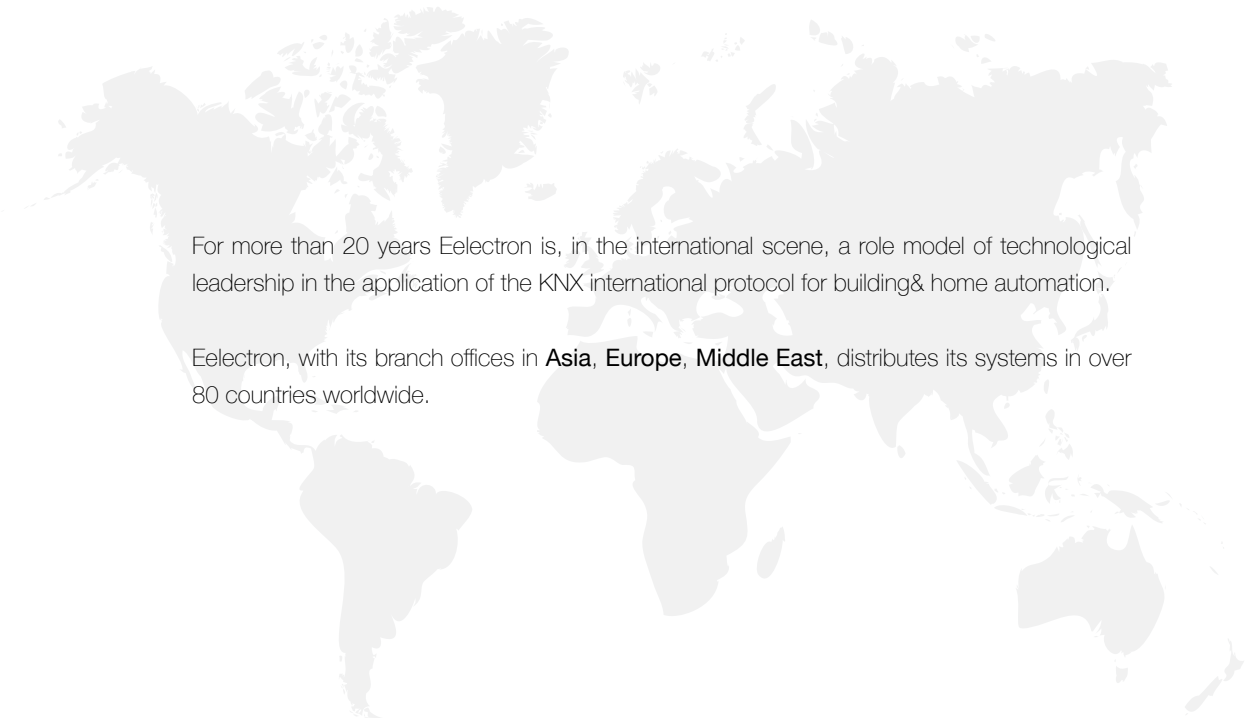 For more than 20 years Eelectron is, in the international scene, a role model of technological
leadership in the application of the KNX international protocol for building& home automation.
Eelectron, with its branch offices in Asia, Europe, Middle East, distributes its systems in over
80 countries worldwide.